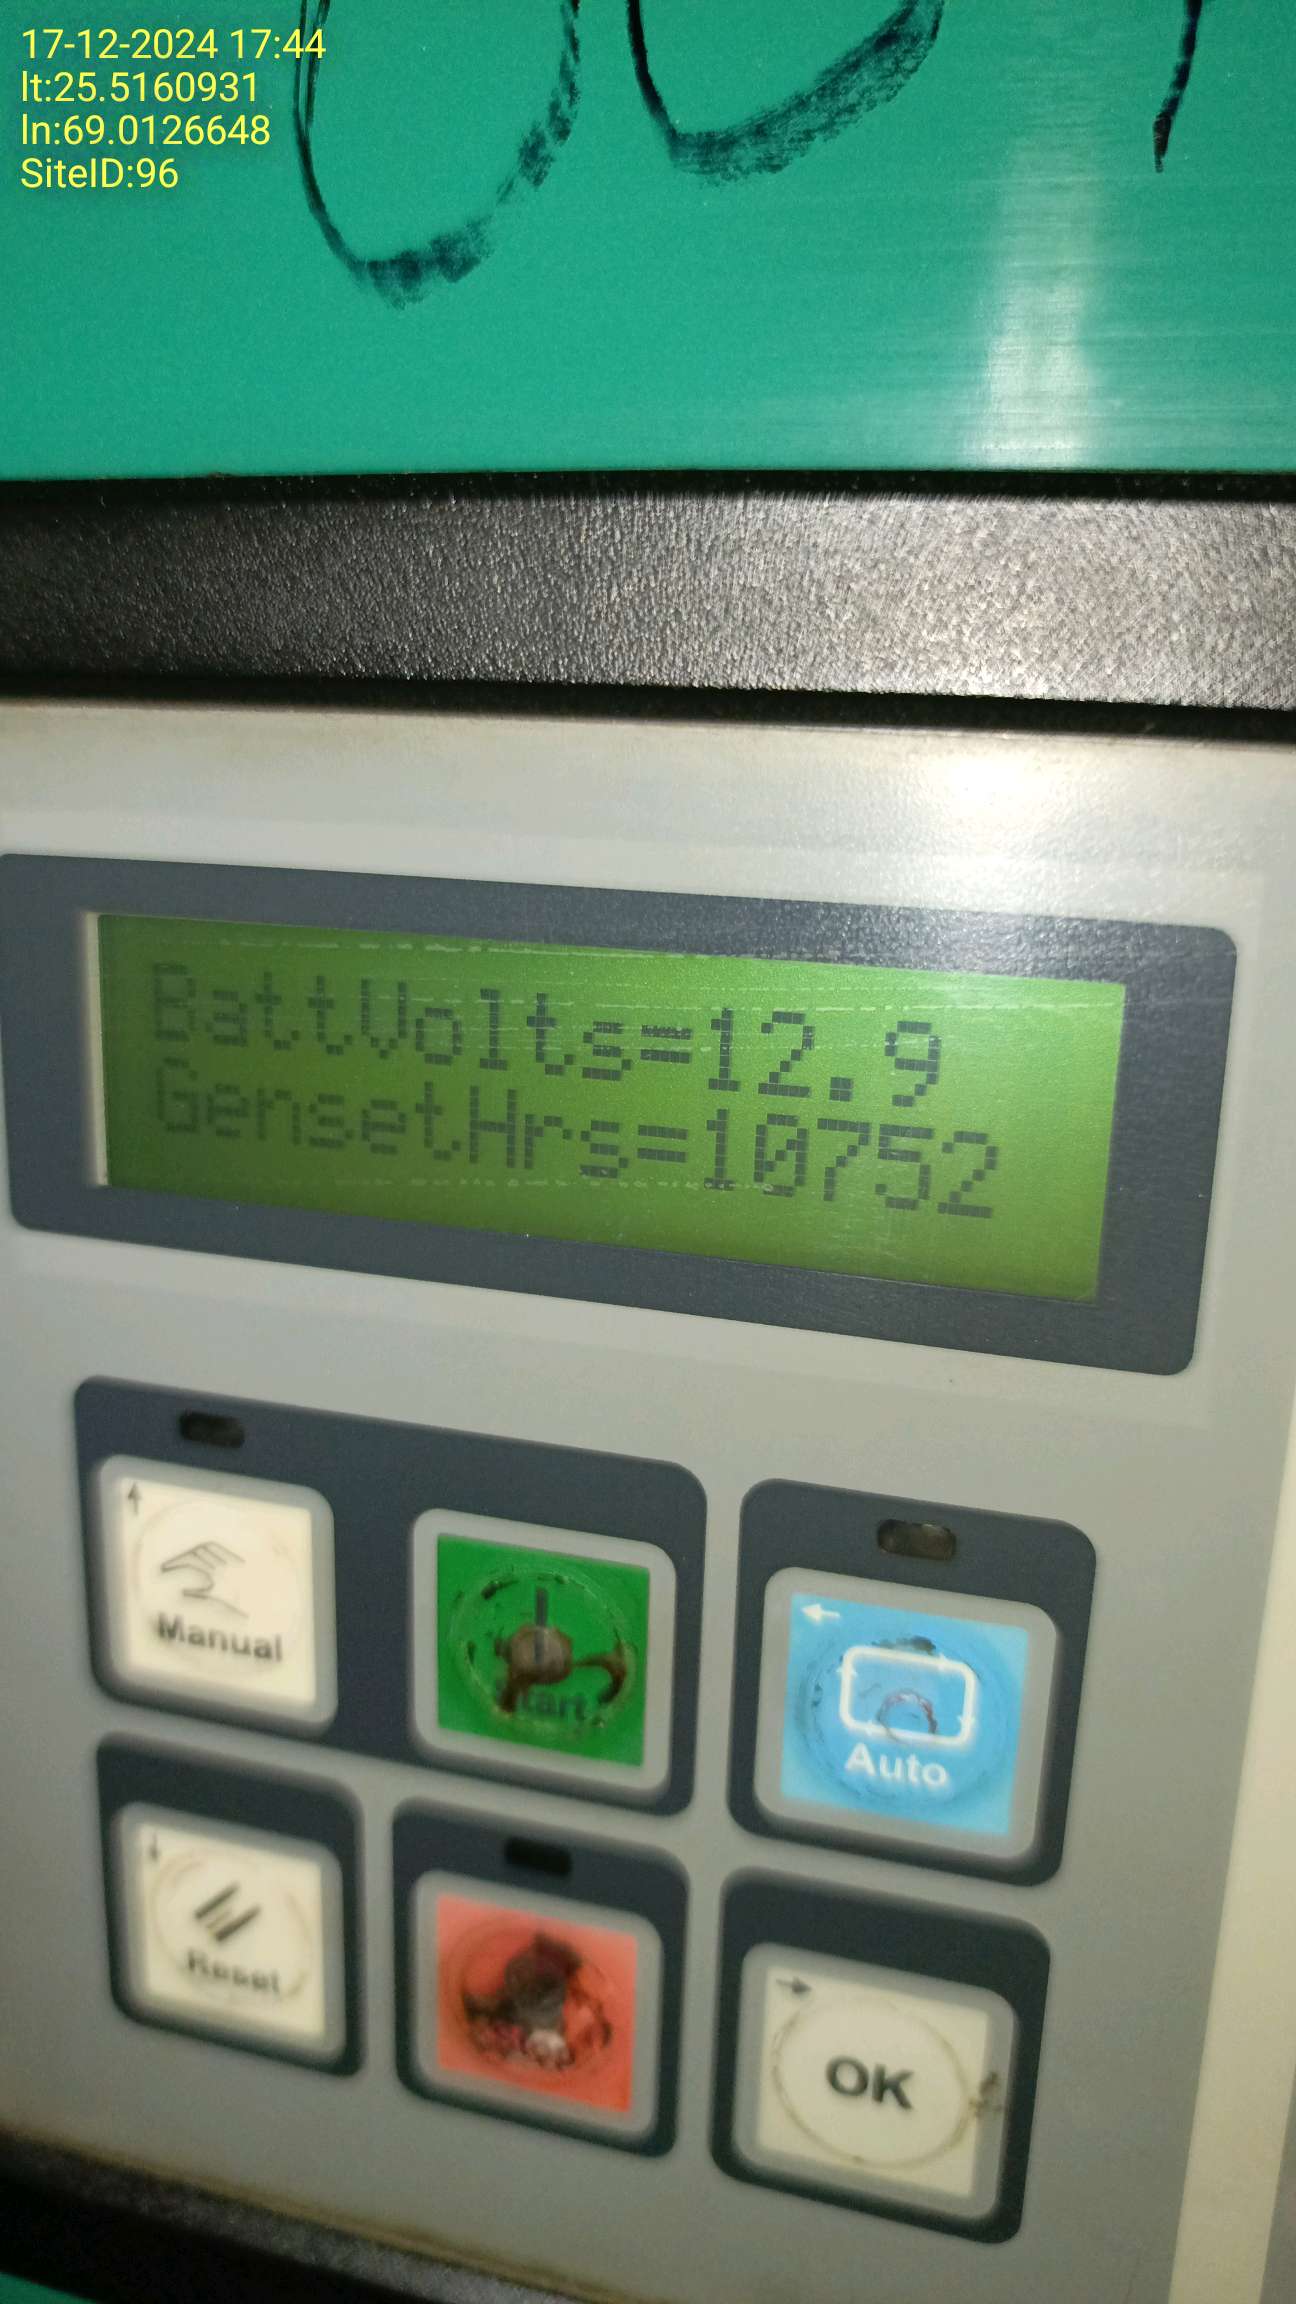 17-12-2024 17:44
lt:25.5160931
ln:69.0126648
SiteID:96
BattVolts=12.9
GensetHrs=10752
Manual
Start
Auto
Reset
Stop
OK